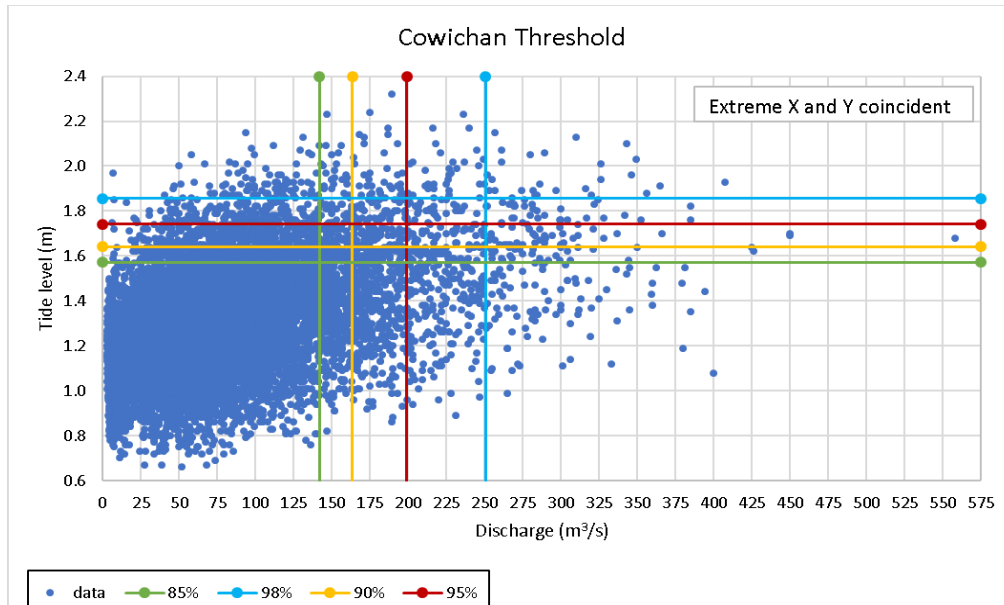 Cowichan Threshold
Extreme X and Y coincident
Tide level (m)
2.4
2.2
2.0
1.8
1.6
1.4
1.2
1.0
0.8
0.6
0 25 50 75 100 125 150 175 200 225 250 275 300 325 350 375 400 425 450 475 500 525 550 575
Discharge (m³/s)
data 85% 98% 90% 95%